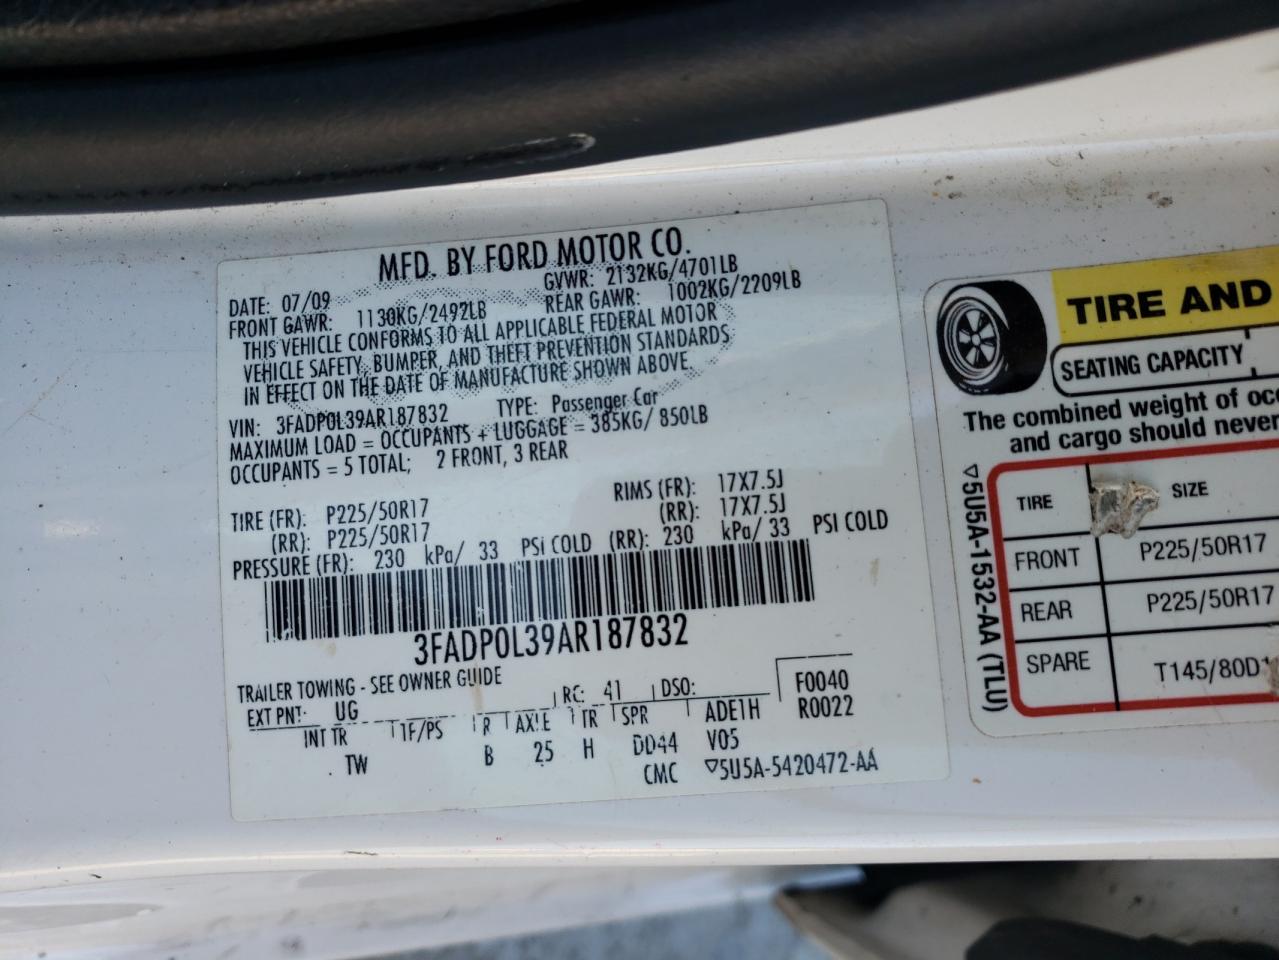 MFD. BY FORD MOTOR CO.
DATE: 07/09 GVWR: 2132KG/4701LB
FRONT GAWR: 1130KG/2492LB REAR GAWR: 1002KG/2209LB
THIS VEHICLE CONFORMS TO ALL APPLICABLE FEDERAL MOTOR
VEHICLE SAFETY, BUMPER, AND THEFT PREVENTION STANDARDS
IN EFFECT ON THE DATE OF MANUFACTURE SHOWN ABOVE.
VIN: 3FADP0L39AR187832 TYPE: Passenger Car
MAXIMUM LOAD = OCCUPANTS + LUGGAGE = 385KG/ 850LB
OCCUPANTS = 5 TOTAL; 2 FRONT, 3 REAR
TIRE (FR): P225/50R17 RIMS (FR): 17X7.5J
(RR): P225/50R17 (RR): 17X7.5J
PRESSURE (FR): 230 kPa/ 33 PSI COLD (RR): 230 kPa/ 33 PSI COLD
3FADP0L39AR187832
TRAILER TOWING - SEE OWNER GUIDE
EXT PNT: UG RC: 41 DSO: F0040
INT TR TF/PS R AXLE TR SPR ADE1H R0022
TW B 25 H DD44 V05
CMC ▽5U5A-5420472-AA
TIRE AND
SEATING CAPACITY
The combined weight of occ
and cargo should never
▽5U5A-1532-AA (TLU)
TIRE SIZE
FRONT P225/50R17
REAR P225/50R17
SPARE T145/80D1